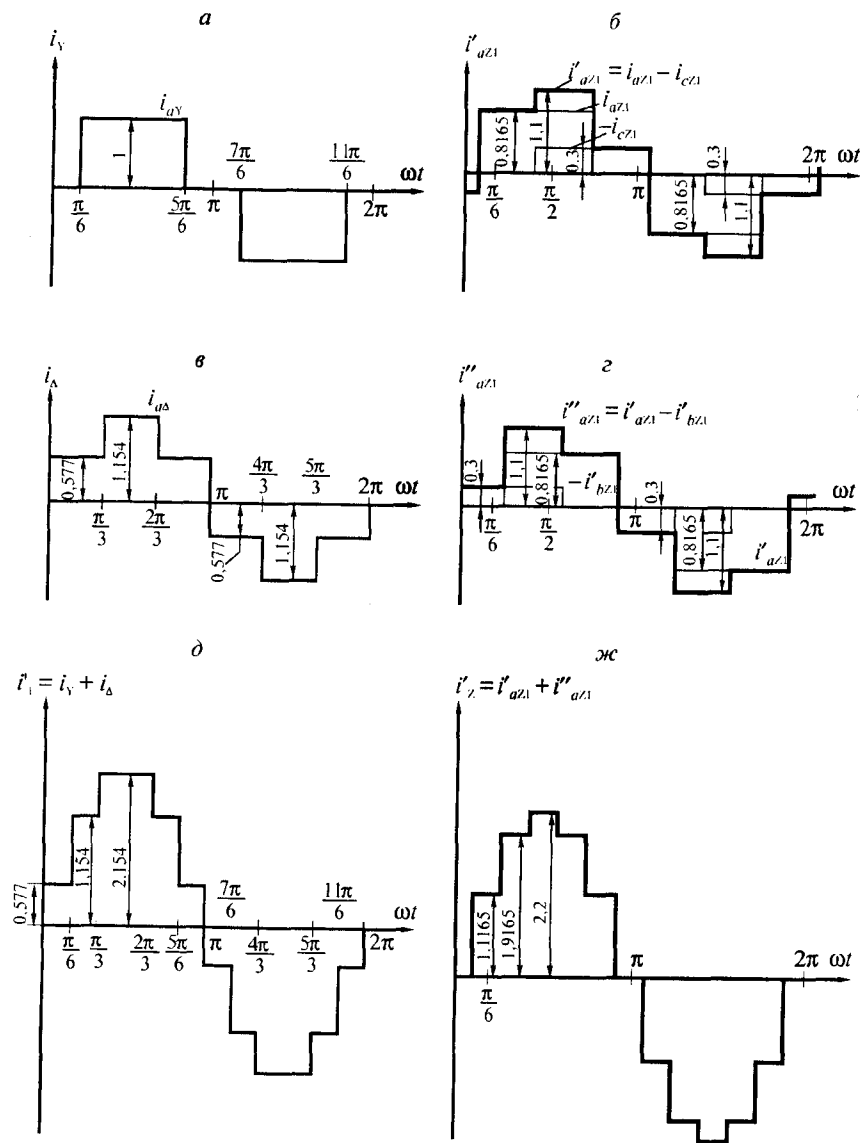 а
i_Y
i_aY
1
π/6
5π/6
π
7π/6
11π/6
2π
ωt
б
i'_aZ1
i'_aZ1 = i_aZ1 − i_cZ1
i_aZ1
−i_cZ1
0,8165
1,1
0,3
π/6
π/2
π
0,8165
0,3
1,1
2π
ωt
в
i_Δ
i_aΔ
0,577
1,154
π/3
2π/3
π
4π/3
5π/3
2π
ωt
0,577
1,154
г
i''_aZ1
i''_aZ1 = i'_aZ1 − i'_bZ1
0,3
1,1
0,8165
−i'_bZ1
π/6
π/2
π
0,3
0,8165
1,1
i'_aZ1
2π
ωt
д
i'_1 = i_Y + i_Δ
0,577
1,154
2,154
π/6
π/3
2π/3
5π/6
π
7π/6
4π/3
5π/3
11π/6
2π
ωt
ж
i'_Z = i'_aZ1 + i''_aZ1
1,1165
1,9165
2,2
π/6
π
2π
ωt